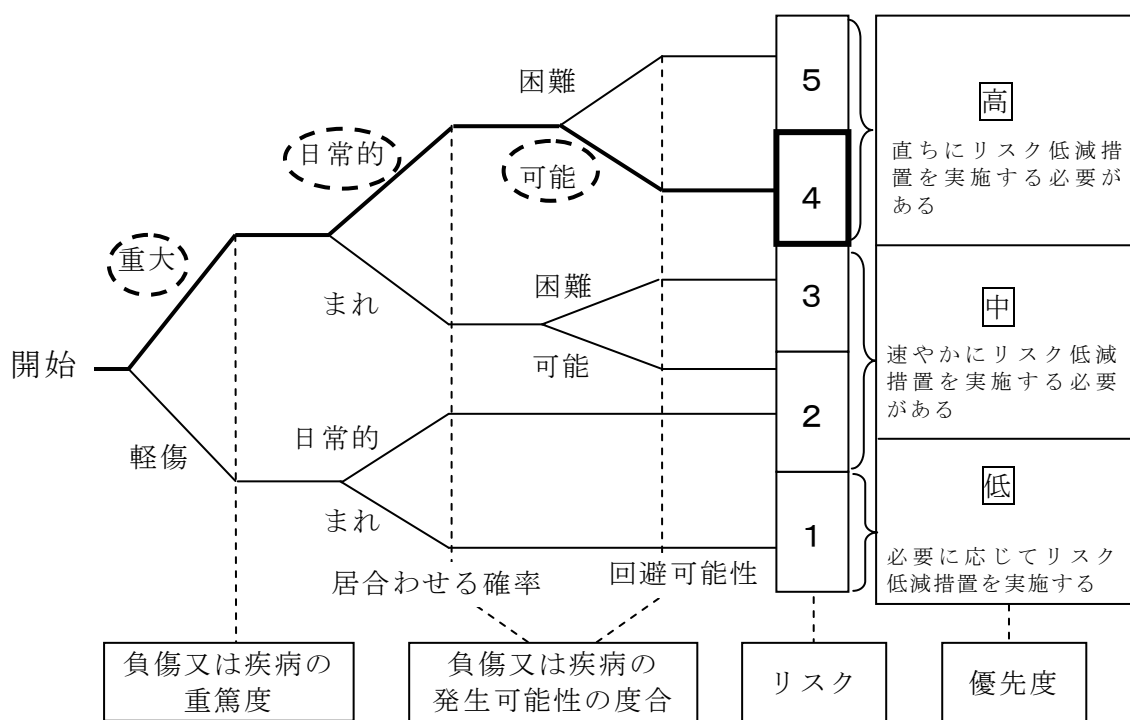 困難
5
高
直ちにリスク低減措
置を実施する必要が
ある
日常的
可能
4
重大
まれ
困難
3
中
速やかにリスク低減
措置を実施する必要
がある
開始
可能
日常的
2
軽傷
まれ
1
低
必要に応じてリスク
低減措置を実施する
居合わせる確率
回避可能性
負傷又は疾病の
重篤度
負傷又は疾病の
発生可能性の度合
リスク
優先度